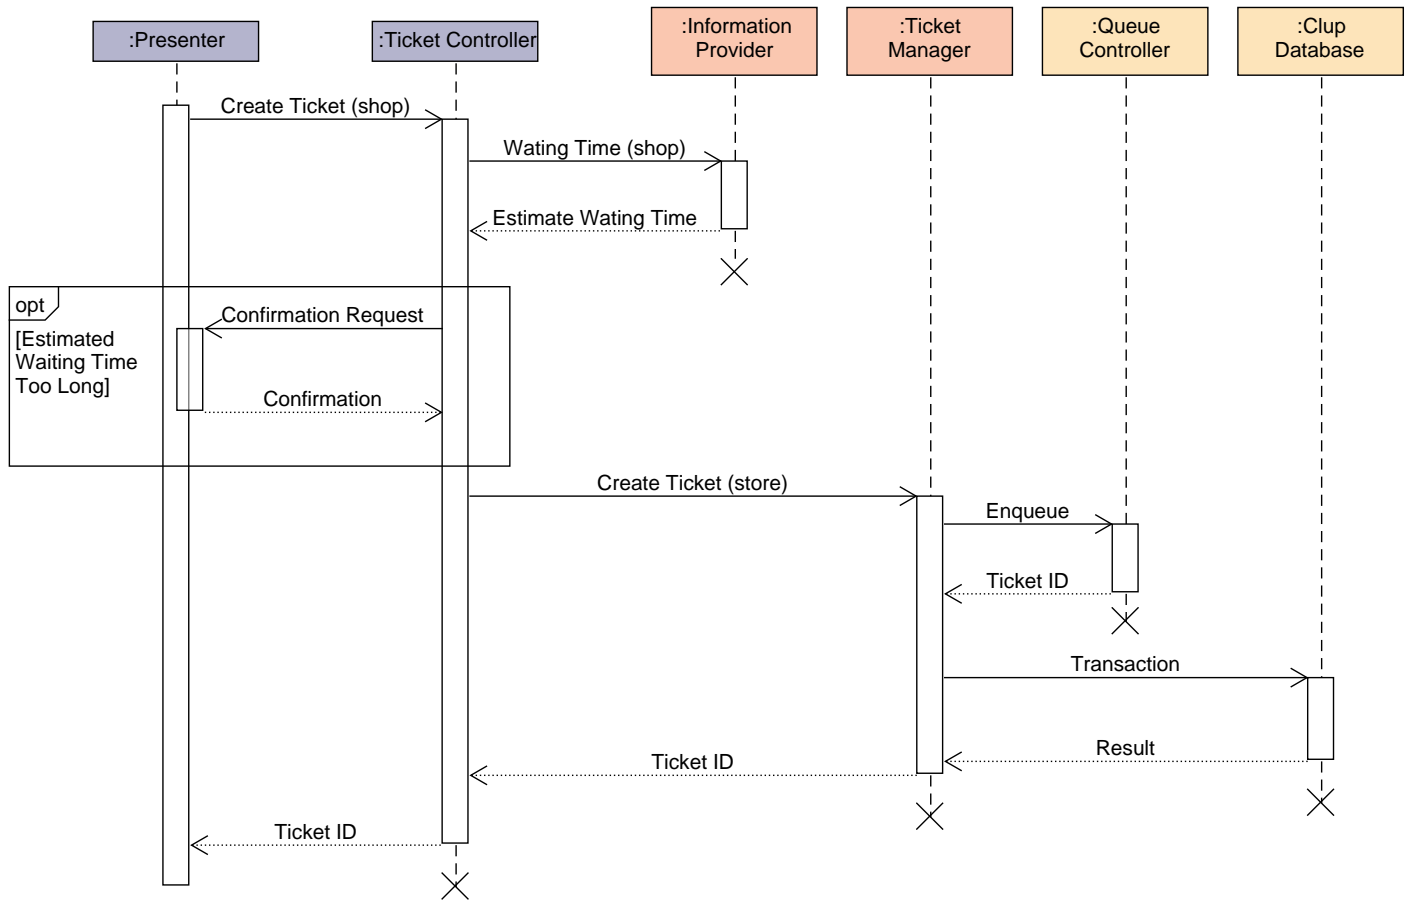 :Presenter
:Ticket Controller
:Information
Provider
:Ticket
Manager
:Queue
Controller
:Clup
Database
Create Ticket (shop)
Wating Time (shop)
Estimate Wating Time
opt
[Estimated
Waiting Time
Too Long]
Confirmation Request
Confirmation
Create Ticket (store)
Enqueue
Ticket ID
Transaction
Result
Ticket ID
Ticket ID